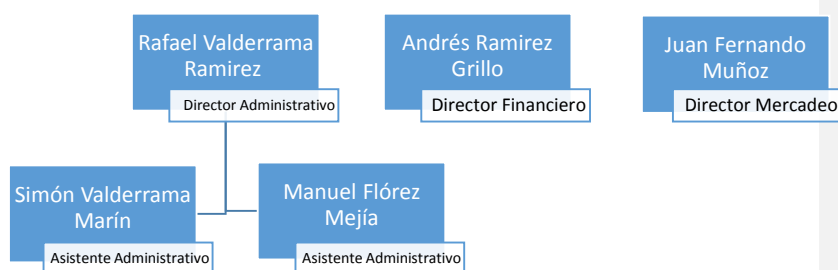 Rafael Valderrama
Ramirez
Director Administrativo
Andrés Ramirez
Grillo
Director Financiero
Juan Fernando
Muñoz
Director Mercadeo
Simón Valderrama
Marín
Asistente Administrativo
Manuel Flórez
Mejía
Asistente Administrativo